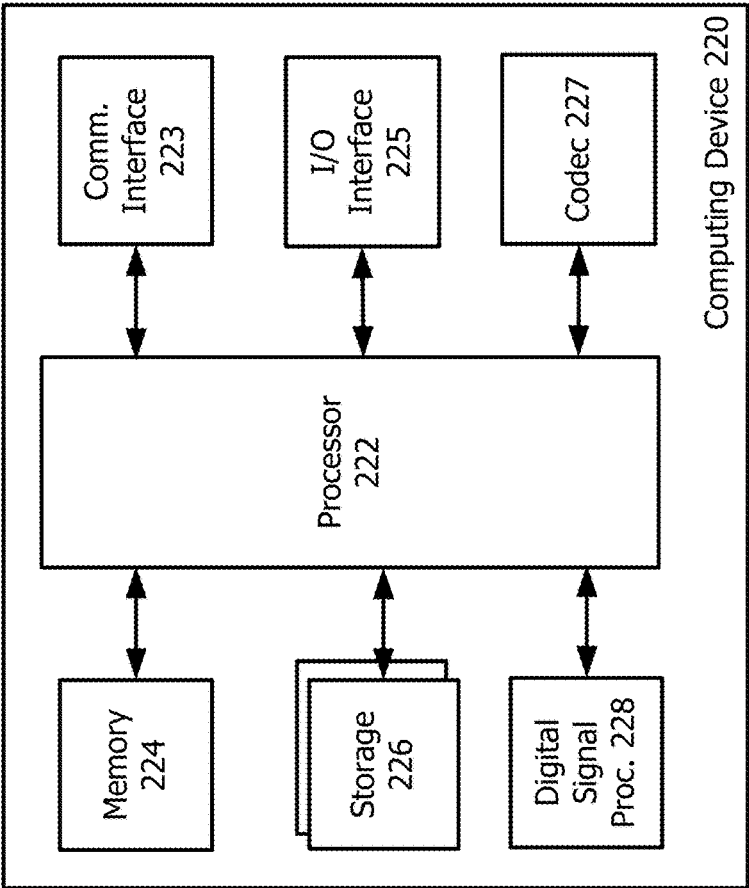 Digital
Signal
Proc. 228
Storage
226
Memory
224
Processor
222
Codec 227
I/O
Interface
225
Comm.
Interface
223
Computing Device 220